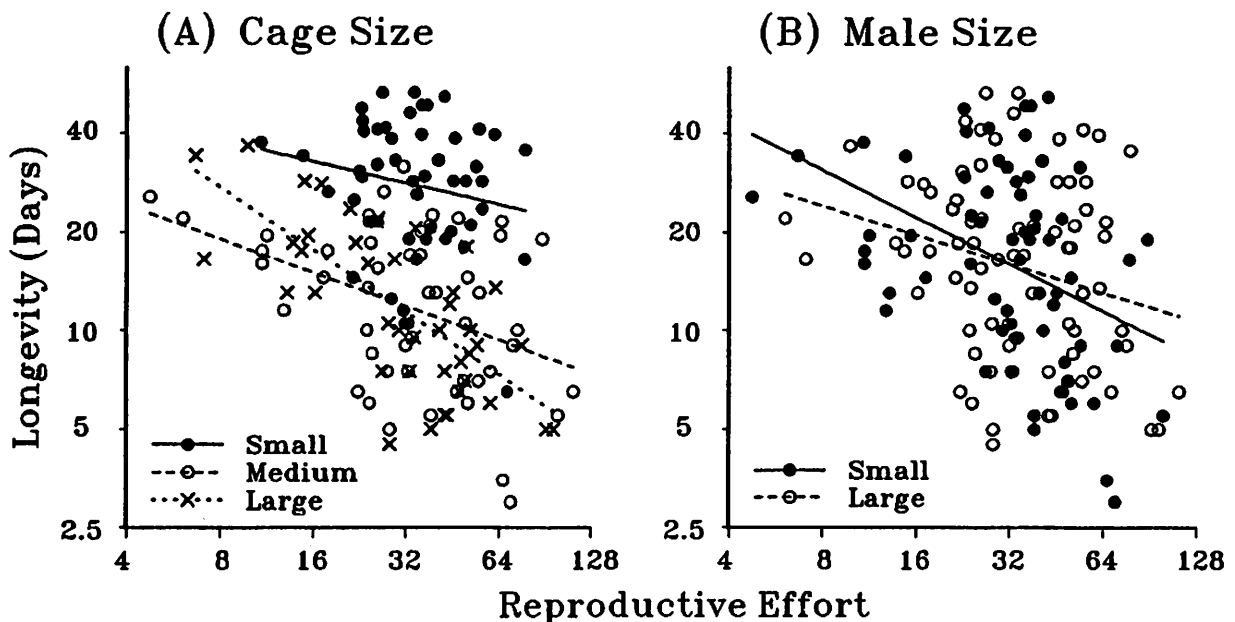 (A) Cage Size
(B) Male Size
Longevity (Days)
40
20
10
5
2.5
4 8 16 32 64 128
Small
Medium
Large
40
20
10
5
2.5
4 8 16 32 64 128
Small
Large
Reproductive Effort